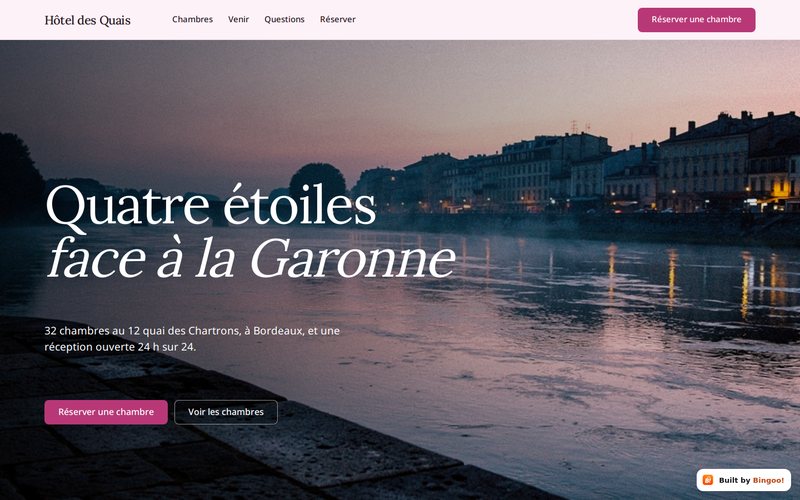 Hôtel des Quais
Chambres
Venir
Questions
Réserver
Réserver une chambre
Quatre étoiles
face à la Garonne
32 chambres au 12 quai des Chartrons, à Bordeaux, et une
réception ouverte 24 h sur 24.
Réserver une chambre
Voir les chambres
Built by Bingoo!